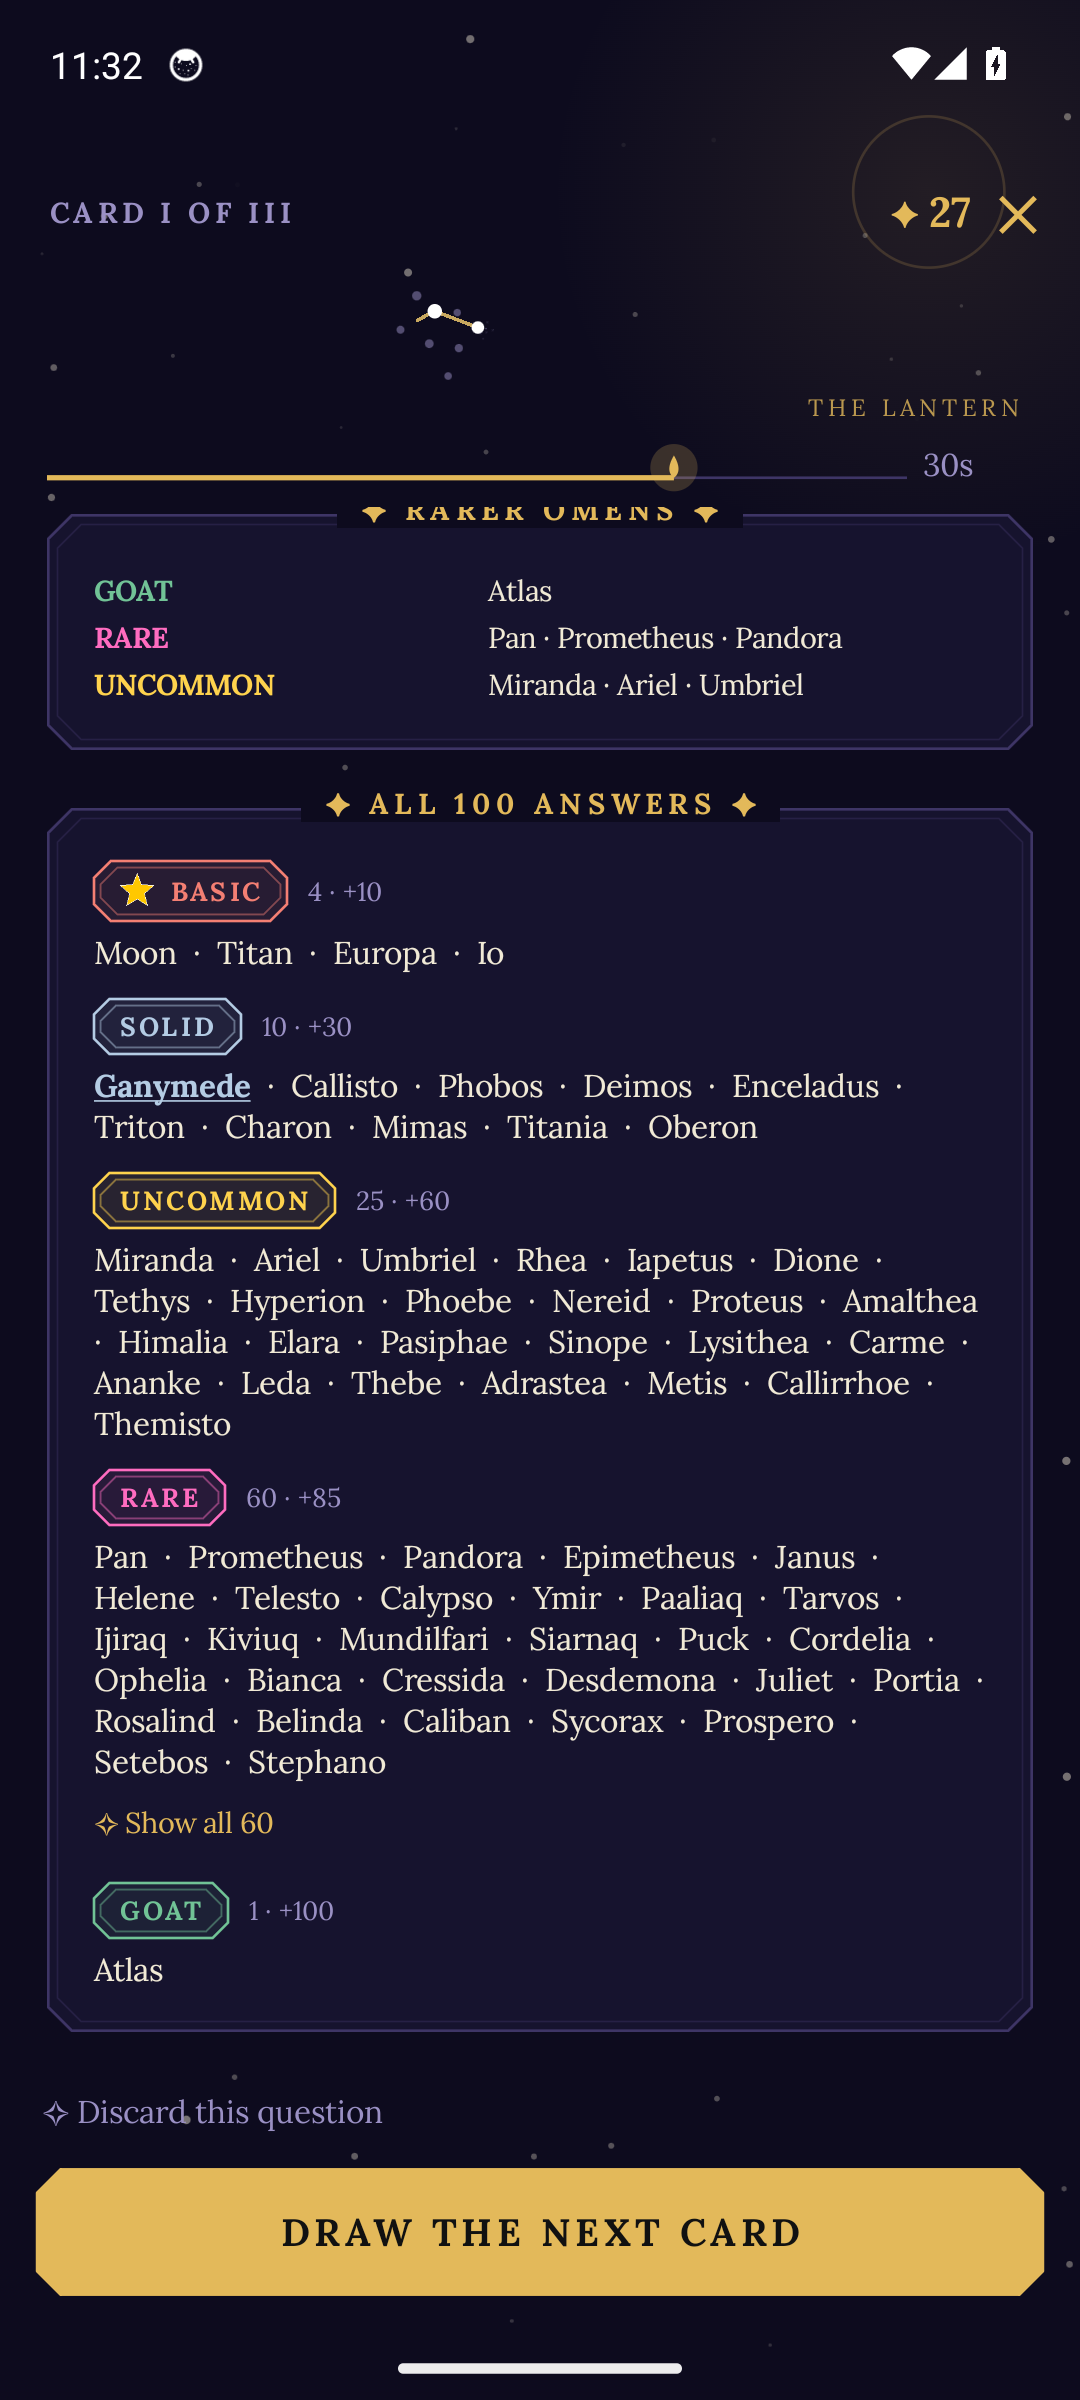 11:32
CARD I OF III
27
THE LANTERN
30s
RARER OMENS
GOAT Atlas
RARE Pan · Prometheus · Pandora
UNCOMMON Miranda · Ariel · Umbriel
ALL 100 ANSWERS
BASIC 4 · +10
Moon · Titan · Europa · Io
SOLID 10 · +30
Ganymede · Callisto · Phobos · Deimos · Enceladus ·
Triton · Charon · Mimas · Titania · Oberon
UNCOMMON 25 · +60
Miranda · Ariel · Umbriel · Rhea · Iapetus · Dione ·
Tethys · Hyperion · Phoebe · Nereid · Proteus · Amalthea
· Himalia · Elara · Pasiphae · Sinope · Lysithea · Carme ·
Ananke · Leda · Thebe · Adrastea · Metis · Callirrhoe ·
Themisto
RARE 60 · +85
Pan · Prometheus · Pandora · Epimetheus · Janus ·
Helene · Telesto · Calypso · Ymir · Paaliaq · Tarvos ·
Ijiraq · Kiviuq · Mundilfari · Siarnaq · Puck · Cordelia ·
Ophelia · Bianca · Cressida · Desdemona · Juliet · Portia ·
Rosalind · Belinda · Caliban · Sycorax · Prospero ·
Setebos · Stephano
Show all 60
GOAT 1 · +100
Atlas
Discard this question
DRAW THE NEXT CARD